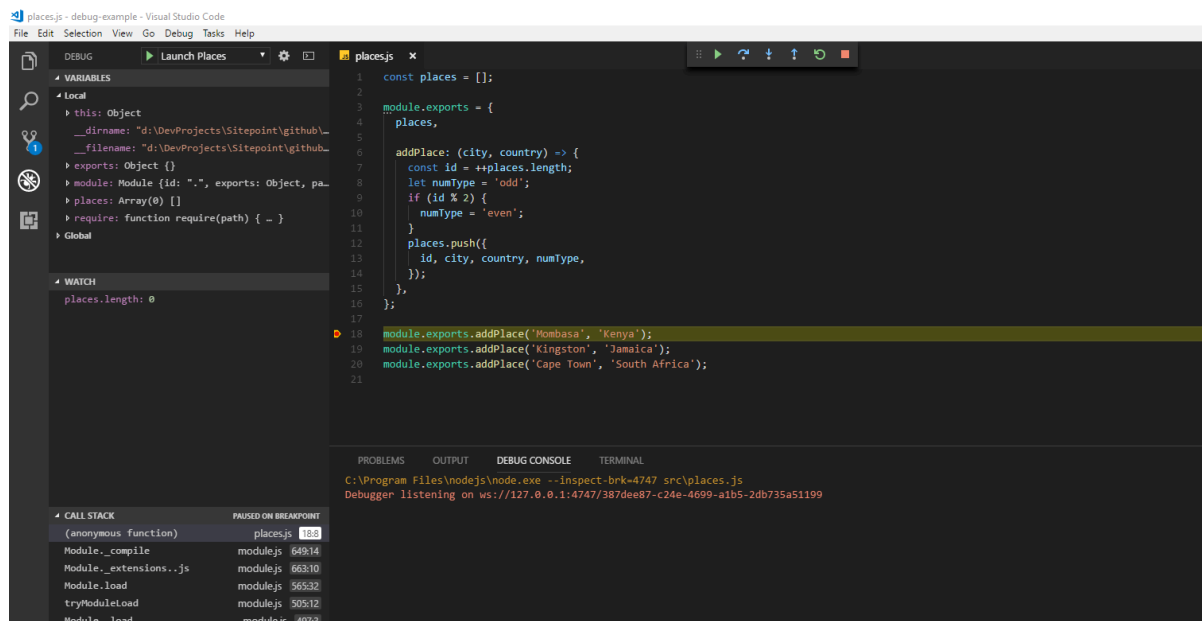 places.js - debug-example - Visual Studio Code
File Edit Selection View Go Debug Tasks Help
DEBUG
Launch Places
VARIABLES
Local
this: Object
__dirname: "d:\DevProjects\Sitepoint\github\…
__filename: "d:\DevProjects\Sitepoint\github…
exports: Object {}
module: Module {id: ".", exports: Object, pa…
places: Array(0) []
require: function require(path) { … }
Global
WATCH
places.length: 0
CALL STACK
PAUSED ON BREAKPOINT
(anonymous function) places.js 18:8
Module._compile module.js 649:14
Module._extensions..js module.js 663:10
Module.load module.js 565:32
tryModuleLoad module.js 505:12
Module._load module.js 497:3
1
places.js
1 const places = [];
2
3 module.exports = {
4 places,
5
6 addPlace: (city, country) => {
7 const id = ++places.length;
8 let numType = 'odd';
9 if (id % 2) {
10 numType = 'even';
11 }
12 places.push({
13 id, city, country, numType,
14 });
15 },
16 };
17
18 module.exports.addPlace('Mombasa', 'Kenya');
19 module.exports.addPlace('Kingston', 'Jamaica');
20 module.exports.addPlace('Cape Town', 'South Africa');
21
PROBLEMS OUTPUT DEBUG CONSOLE TERMINAL
C:\Program Files\nodejs\node.exe --inspect-brk=4747 src\places.js
Debugger listening on ws://127.0.0.1:4747/387dee87-c24e-4699-a1b5-2db735a51199